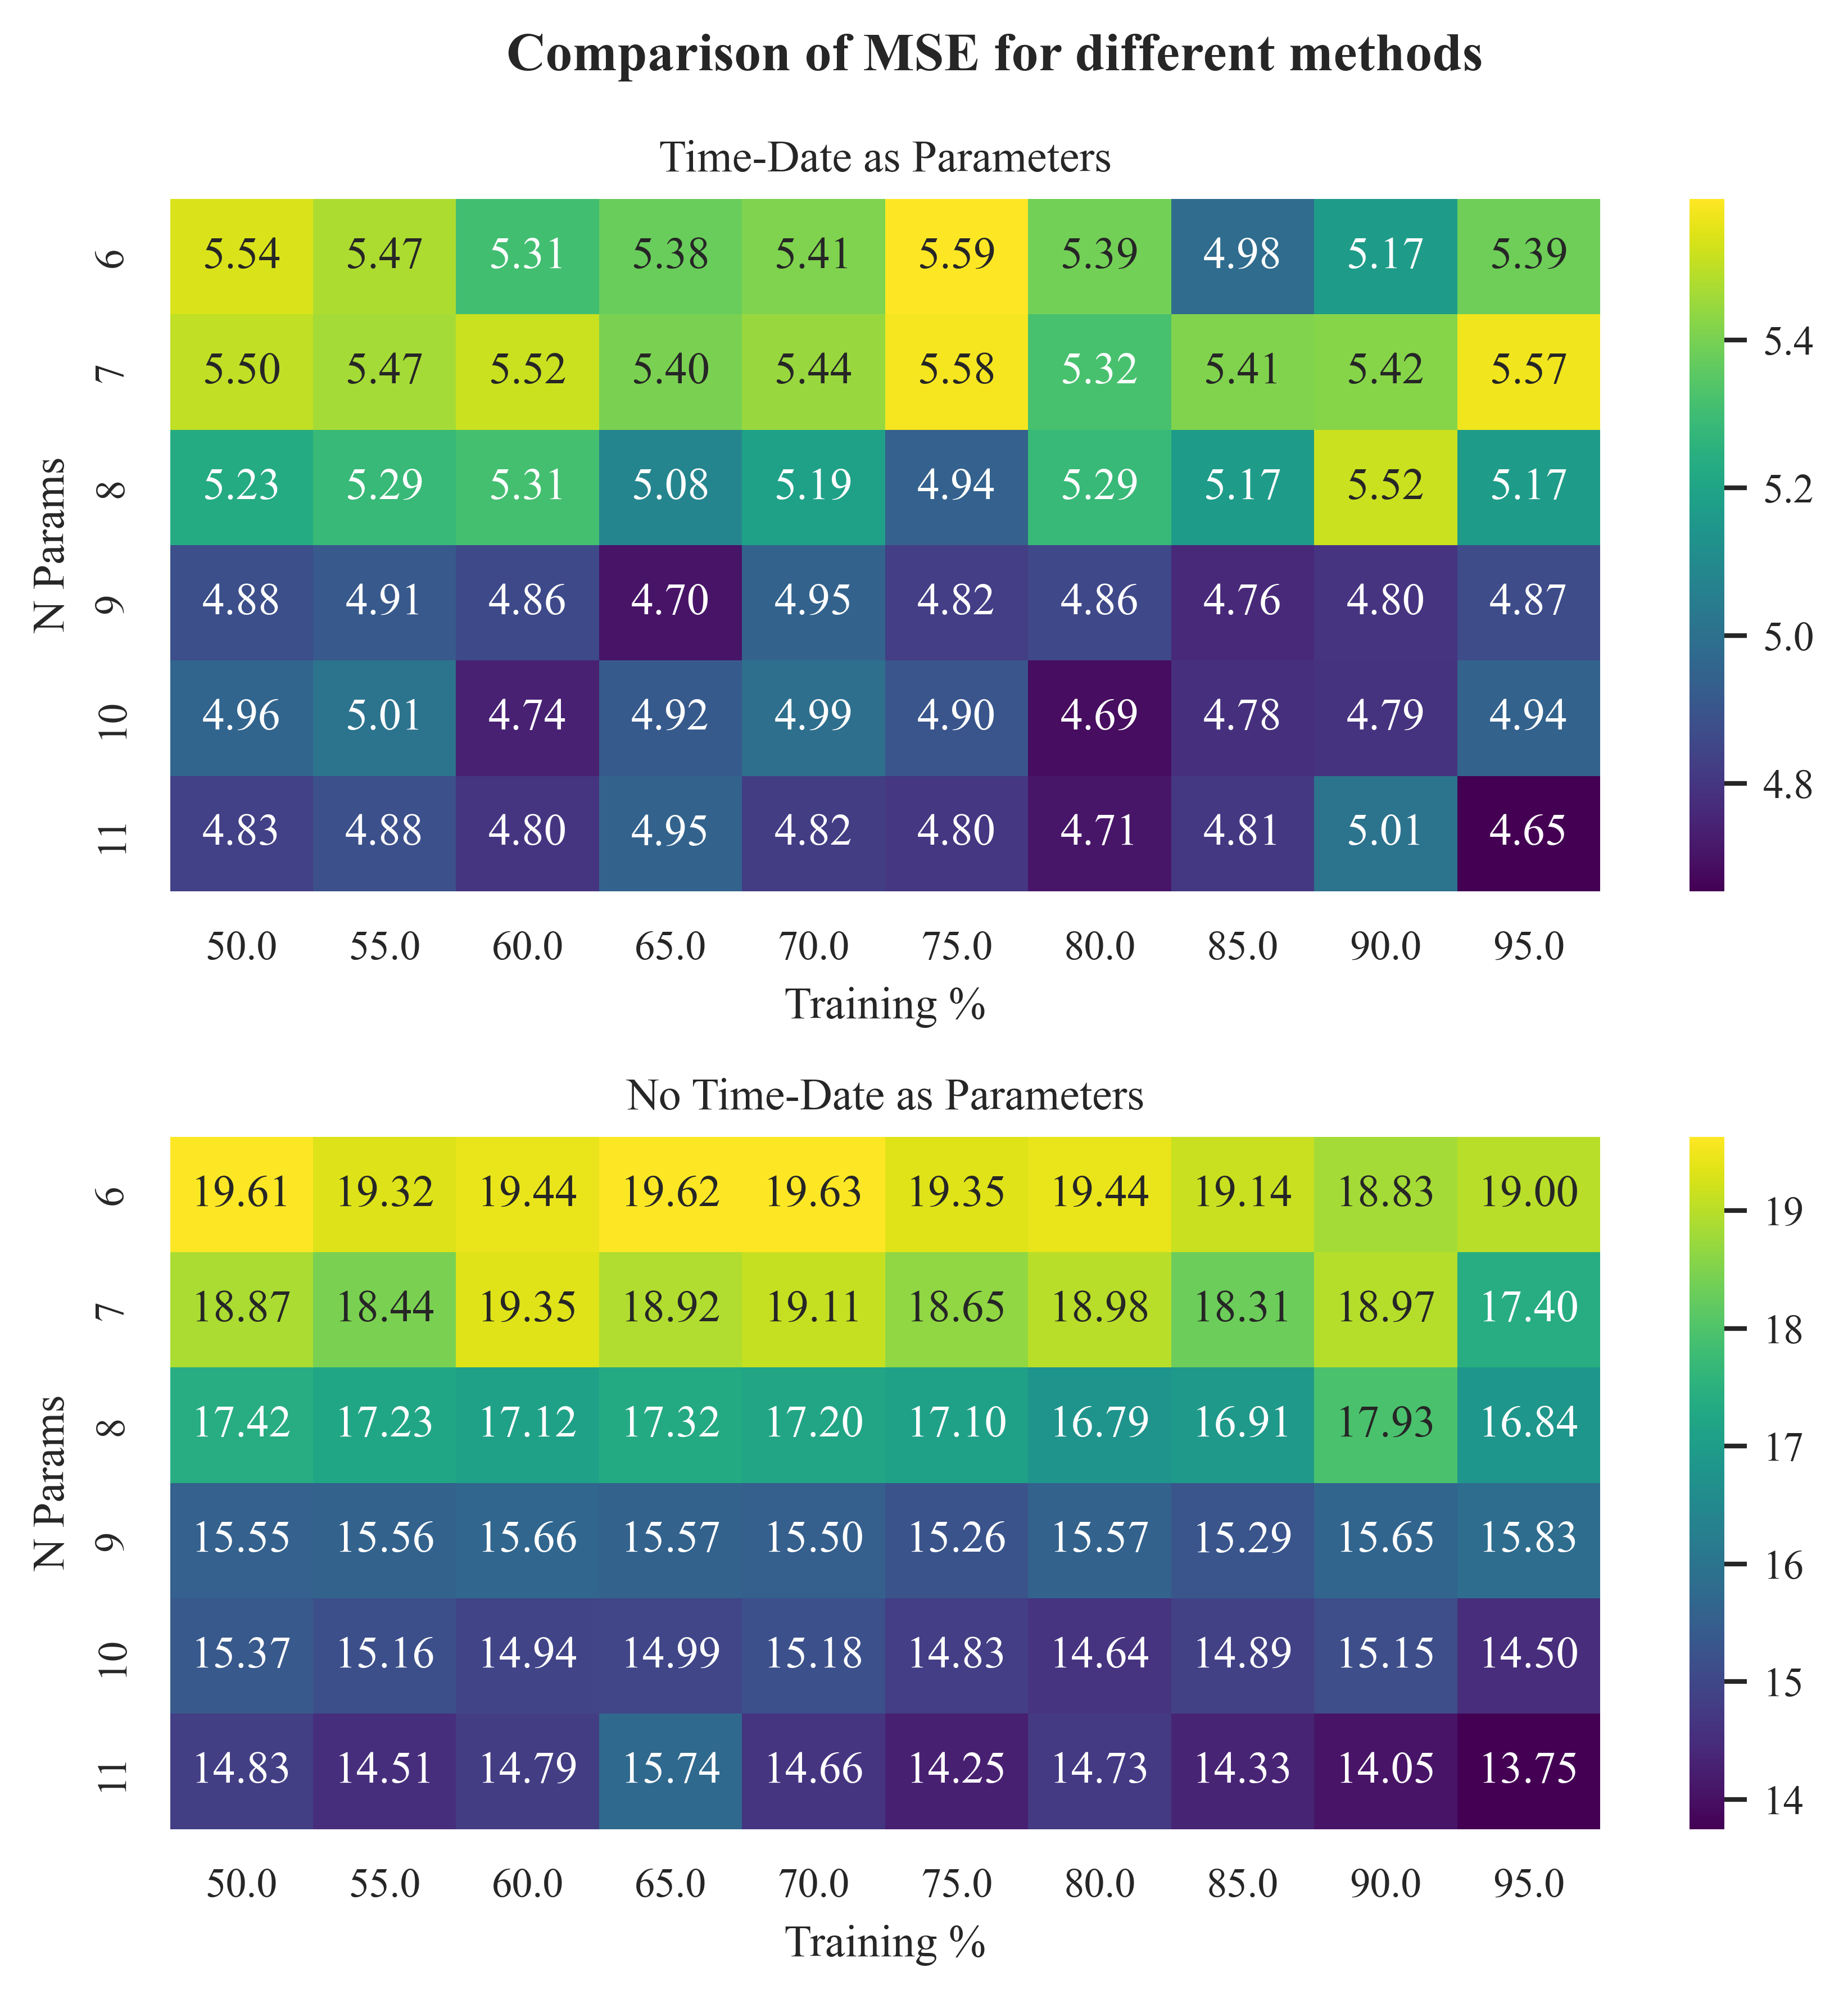 Comparison of MSE for different methods
Time-Date as Parameters
6 5.54 5.47 5.31 5.38 5.41 5.59 5.39 4.98 5.17 5.39
7 5.50 5.47 5.52 5.40 5.44 5.58 5.32 5.41 5.42 5.57
8 5.23 5.29 5.31 5.08 5.19 4.94 5.29 5.17 5.52 5.17
9 4.88 4.91 4.86 4.70 4.95 4.82 4.86 4.76 4.80 4.87
10 4.96 5.01 4.74 4.92 4.99 4.90 4.69 4.78 4.79 4.94
11 4.83 4.88 4.80 4.95 4.82 4.80 4.71 4.81 5.01 4.65
N Params
50.0 55.0 60.0 65.0 70.0 75.0 80.0 85.0 90.0 95.0
Training %
5.4
5.2
5.0
4.8
No Time-Date as Parameters
6 19.61 19.32 19.44 19.62 19.63 19.35 19.44 19.14 18.83 19.00
7 18.87 18.44 19.35 18.92 19.11 18.65 18.98 18.31 18.97 17.40
8 17.42 17.23 17.12 17.32 17.20 17.10 16.79 16.91 17.93 16.84
9 15.55 15.56 15.66 15.57 15.50 15.26 15.57 15.29 15.65 15.83
10 15.37 15.16 14.94 14.99 15.18 14.83 14.64 14.89 15.15 14.50
11 14.83 14.51 14.79 15.74 14.66 14.25 14.73 14.33 14.05 13.75
N Params
50.0 55.0 60.0 65.0 70.0 75.0 80.0 85.0 90.0 95.0
Training %
19
18
17
16
15
14